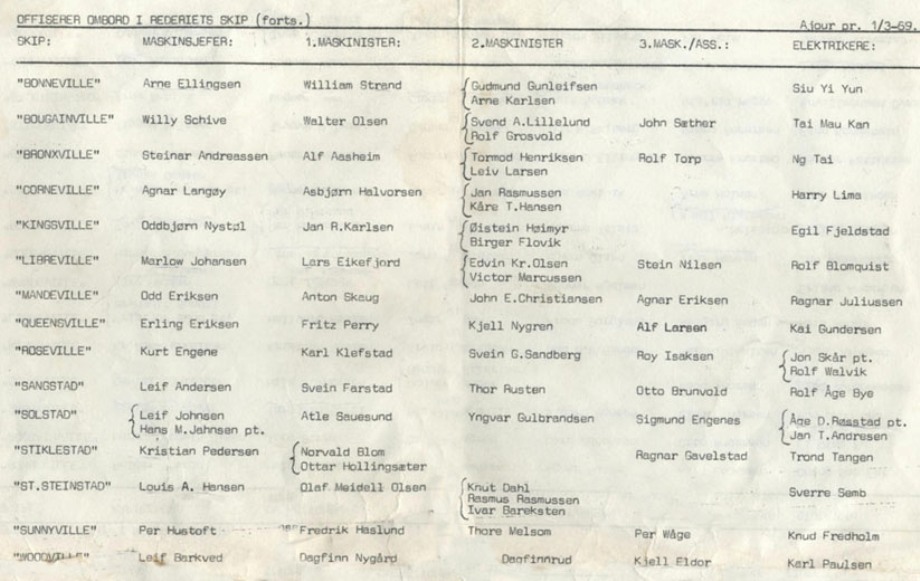 OFFISERER OMBORD I REDERIETS SKIP (forts.) Ajour pr. 1/3-69.
SKIP: MASKINSJEFER: 1.MASKINISTER: 2.MASKINISTER 3.MASK./ASS.: ELEKTRIKERE:
"BONNEVILLE" Arne Ellingsen William Strand Gudmund Gunleifsen Siu Yi Yun
Arne Karlsen
"BOUGAINVILLE" Willy Schive Walter Olsen Svend A.Lillelund John Sæther Tai Mau Kan
Rolf Grosvold
"BRONXVILLE" Steinar Andreassen Alf Aasheim Tormod Henriksen Rolf Torp Ng Tai
Leiv Larsen
"CORNEVILLE" Agnar Langøy Asbjørn Halvorsen Jan Rasmussen Harry Lima
Kåre T.Hansen
"KINGSVILLE" Oddbjørn Nystøl Jan R.Karlsen Øistein Høimyr Egil Fjeldstad
Birger Flovik
"LIBREVILLE" Marlow Johansen Lars Eikefjord Edvin Kr.Olsen Stein Nilsen Rolf Blomquist
Victor Marcussen
"MANDEVILLE" Odd Eriksen Anton Skaug John E.Christiansen Agnar Eriksen Ragnar Juliussen
"QUEENSVILLE" Erling Eriksen Fritz Perry Kjell Nygren Alf Larsen Kai Gundersen
"ROSEVILLE" Kurt Engene Karl Klefstad Svein G.Sandberg Roy Isaksen Jon Skår pt.
Rolf Walvik
"SANGSTAD" Leif Andersen Svein Farstad Thor Rusten Otto Brunvold Rolf Åge Bye
"SOLSTAD" Leif Johnsen Atle Sauesund Yngvar Gulbrandsen Sigmund Engenes Åge D.Raastad pt.
Hans M.Jahnsen pt. Jan T.Andresen
"STIKLESTAD" Kristian Pedersen Norvald Blom Ragnar Gavelstad Trond Tangen
Ottar Hollingsæter
"ST.STEINSTAD" Louis A. Hansen Olaf Meidell Olsen Knut Dahl Sverre Semb
Rasmus Rasmussen
Ivar Bareksten
"SUNNYVILLE" Per Hustoft Fredrik Haslund Thore Melsom Per Wåge Knud Fredholm
"WOODVILLE" Leif Barkved Dagfinn Nygård Dagfinnrud Kjell Eldor Karl Paulsen